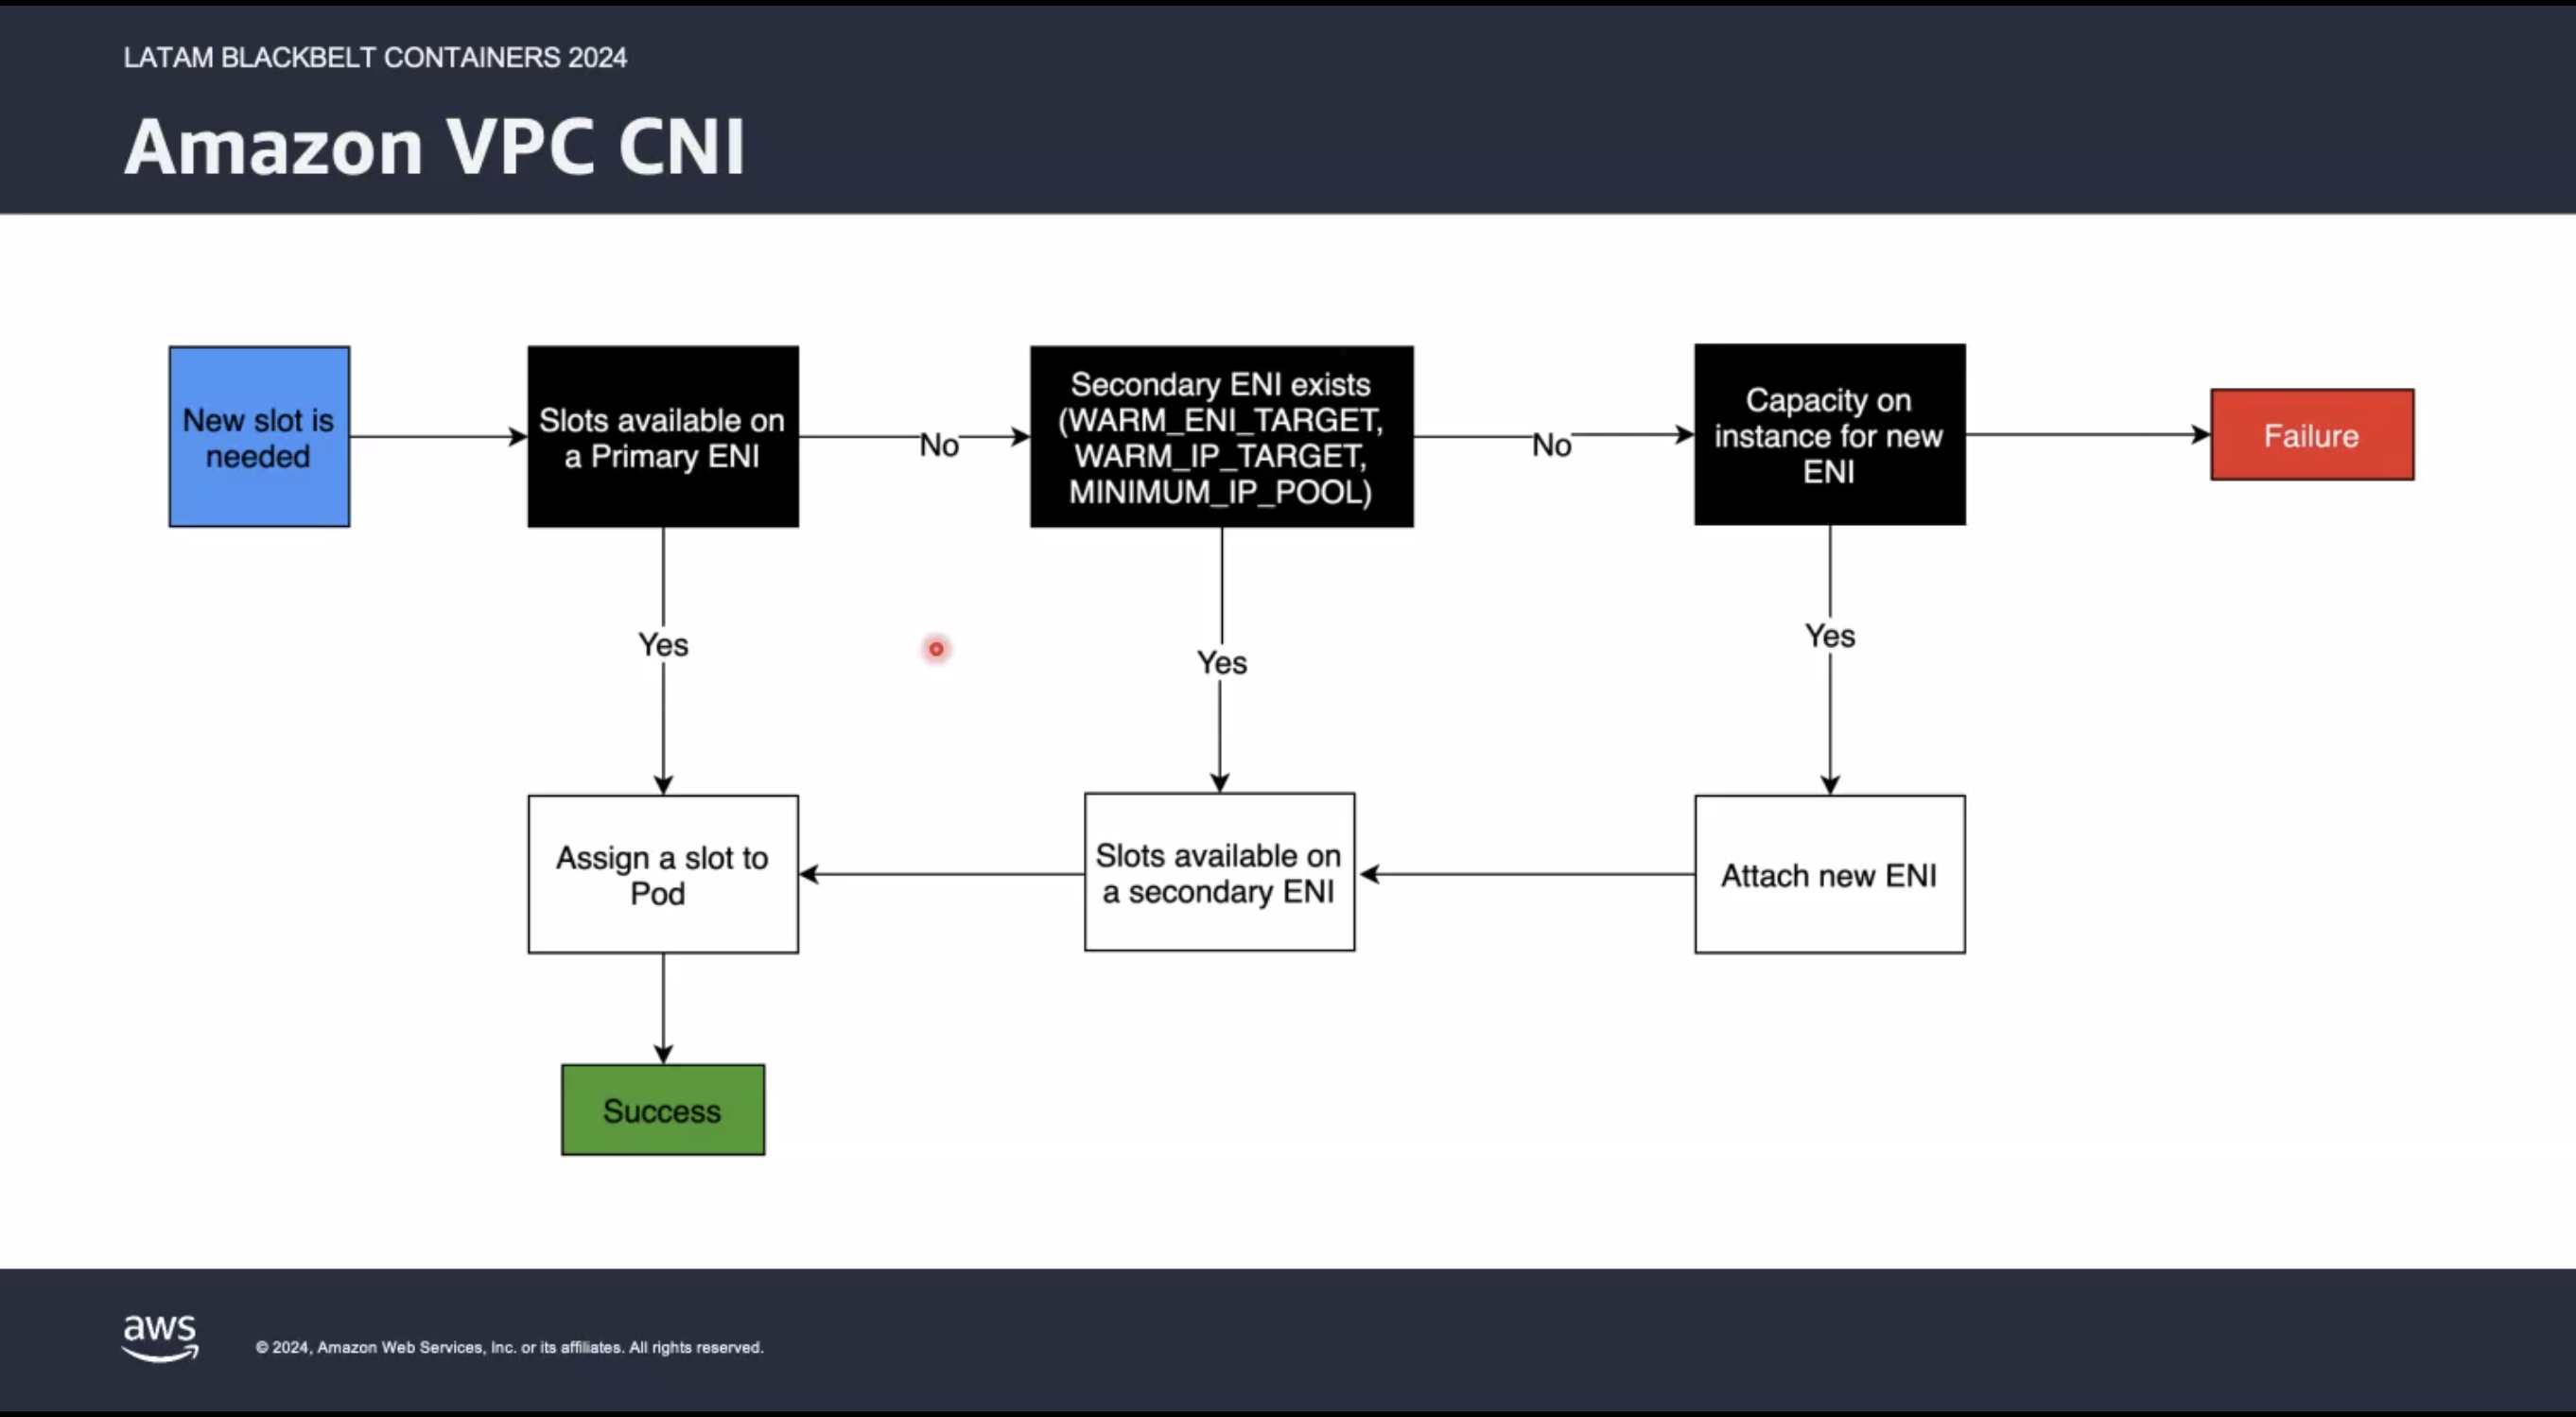 LATAM BLACKBELT CONTAINERS 2024
Amazon VPC CNI
New slot is
needed
Slots available on
a Primary ENI
No
Secondary ENI exists
(WARM_ENI_TARGET,
WARM_IP_TARGET,
MINIMUM_IP_POOL)
No
Capacity on
instance for new
ENI
Failure
Yes
Yes
Yes
Assign a slot to
Pod
Slots available on
a secondary ENI
Attach new ENI
Success
aws
© 2024, Amazon Web Services, Inc. or its affiliates. All rights reserved.